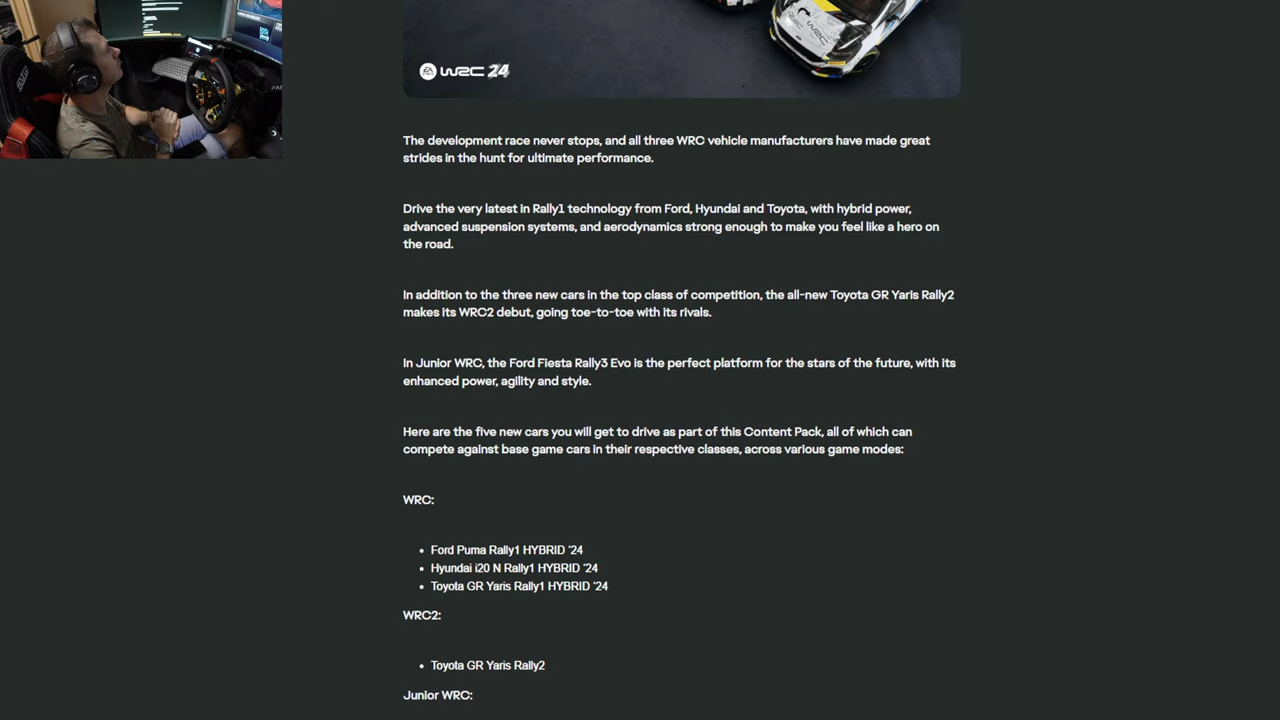 WRC 24
The development race never stops, and all three WRC vehicle manufacturers have made great
strides in the hunt for ultimate performance.
Drive the very latest in Rally1 technology from Ford, Hyundai and Toyota, with hybrid power,
advanced suspension systems, and aerodynamics strong enough to make you feel like a hero on
the road.
In addition to the three new cars in the top class of competition, the all-new Toyota GR Yaris Rally2
makes its WRC2 debut, going toe-to-toe with its rivals.
In Junior WRC, the Ford Fiesta Rally3 Evo is the perfect platform for the stars of the future, with its
enhanced power, agility and style.
Here are the five new cars you will get to drive as part of this Content Pack, all of which can
compete against base game cars in their respective classes, across various game modes:
WRC:
• Ford Puma Rally1 HYBRID '24
• Hyundai i20 N Rally1 HYBRID '24
• Toyota GR Yaris Rally1 HYBRID '24
WRC2:
• Toyota GR Yaris Rally2
Junior WRC: